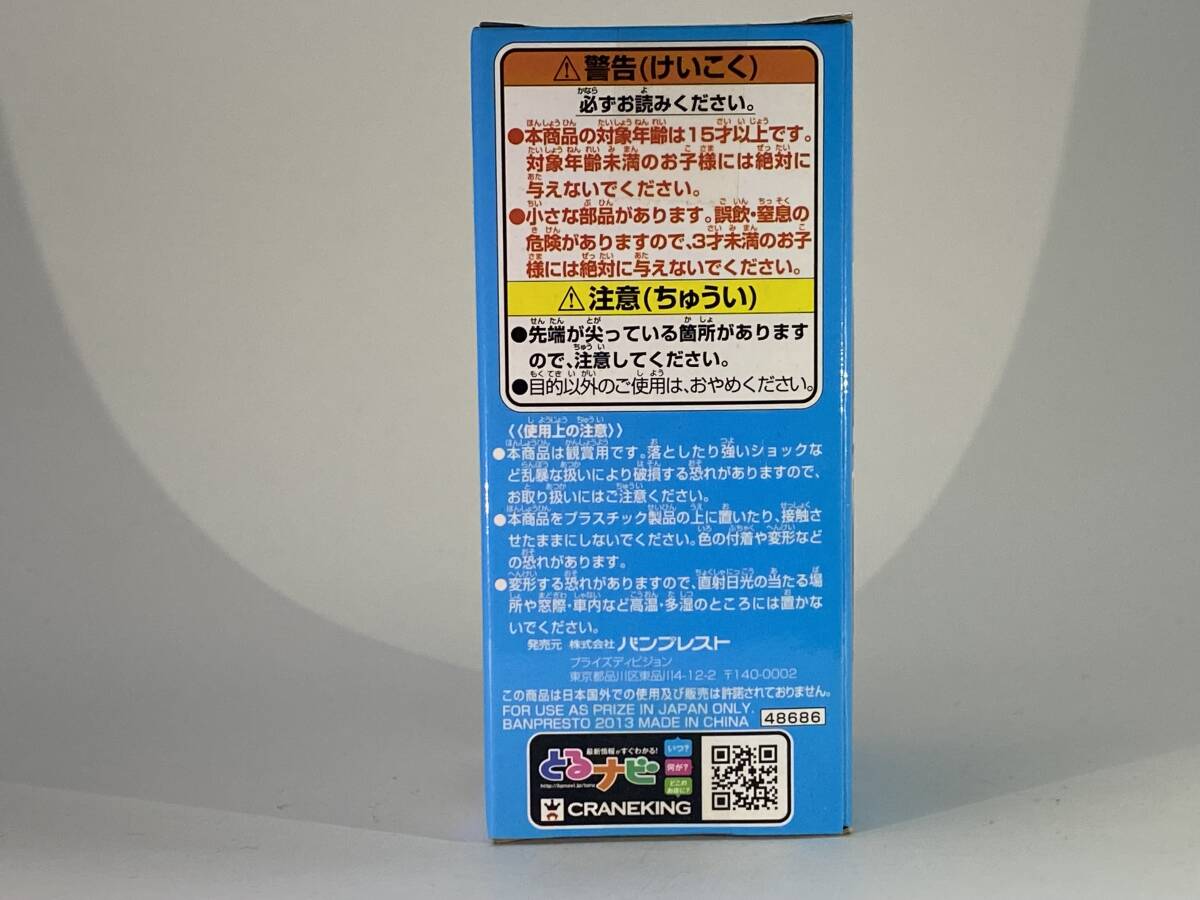 ⚠警告(けいこく)
必ずお読みください。
●本商品の対象年齢は15才以上です。
対象年齢未満のお子様には絶対に
与えないでください。
●小さな部品があります。誤飲・窒息の
危険がありますので、3才未満のお子
様には絶対に与えないでください。
⚠注意(ちゅうい)
●先端が尖っている箇所があります
ので、注意してください。
●目的以外のご使用は、おやめください。
《使用上の注意》
●本商品は観賞用です。落としたり強いショックな
ど乱暴な扱いにより破損する恐れがありますので、
お取り扱いにはご注意ください。
●本商品をプラスチック製品の上に置いたり、接触さ
せたままにしないでください。色の付着や変形など
の恐れがあります。
●変形する恐れがありますので、直射日光の当たる場
所や窓際・車内など高温・多湿のところには置かな
いでください。
発売元 株式会社 バンプレスト
プライズディビジョン
東京都品川区東品川4-12-2 〒140-0002
この商品は日本国外での使用及び販売は許諾されておりません。
FOR USE AS PRIZE IN JAPAN ONLY.
BANPRESTO 2013 MADE IN CHINA 48686
最新情報がすぐわかる!
とるナビ
いつ?
何が?
どこの
お店に?
CRANEKING